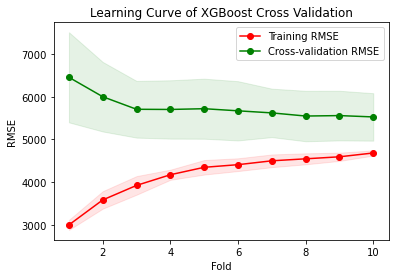 Learning Curve of XGBoost Cross Validation
Training RMSE
Cross-validation RMSE
RMSE
7000
6000
5000
4000
3000
2 4 6 8 10
Fold